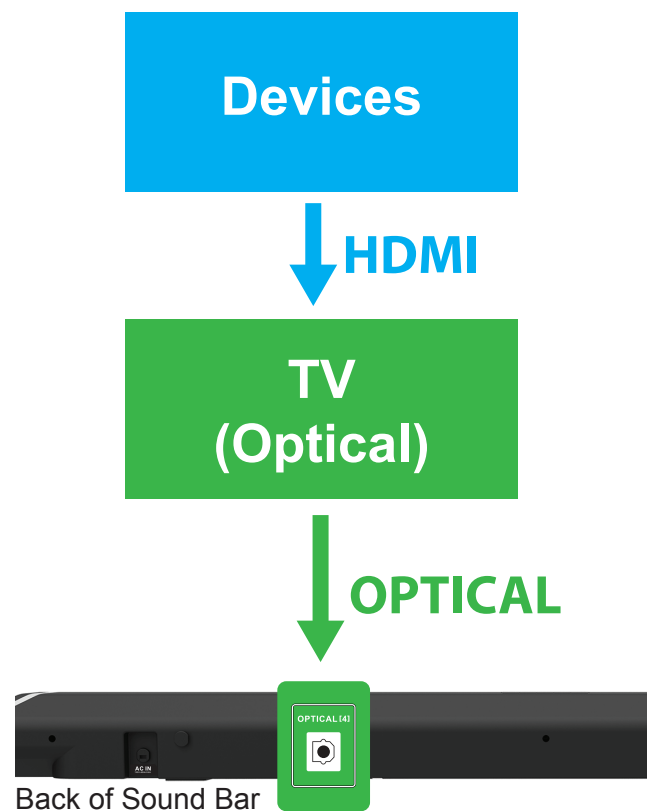 Devices
HDMI
TV
(Optical)
OPTICAL
OPTICAL [4]
AC IN
Back of Sound Bar